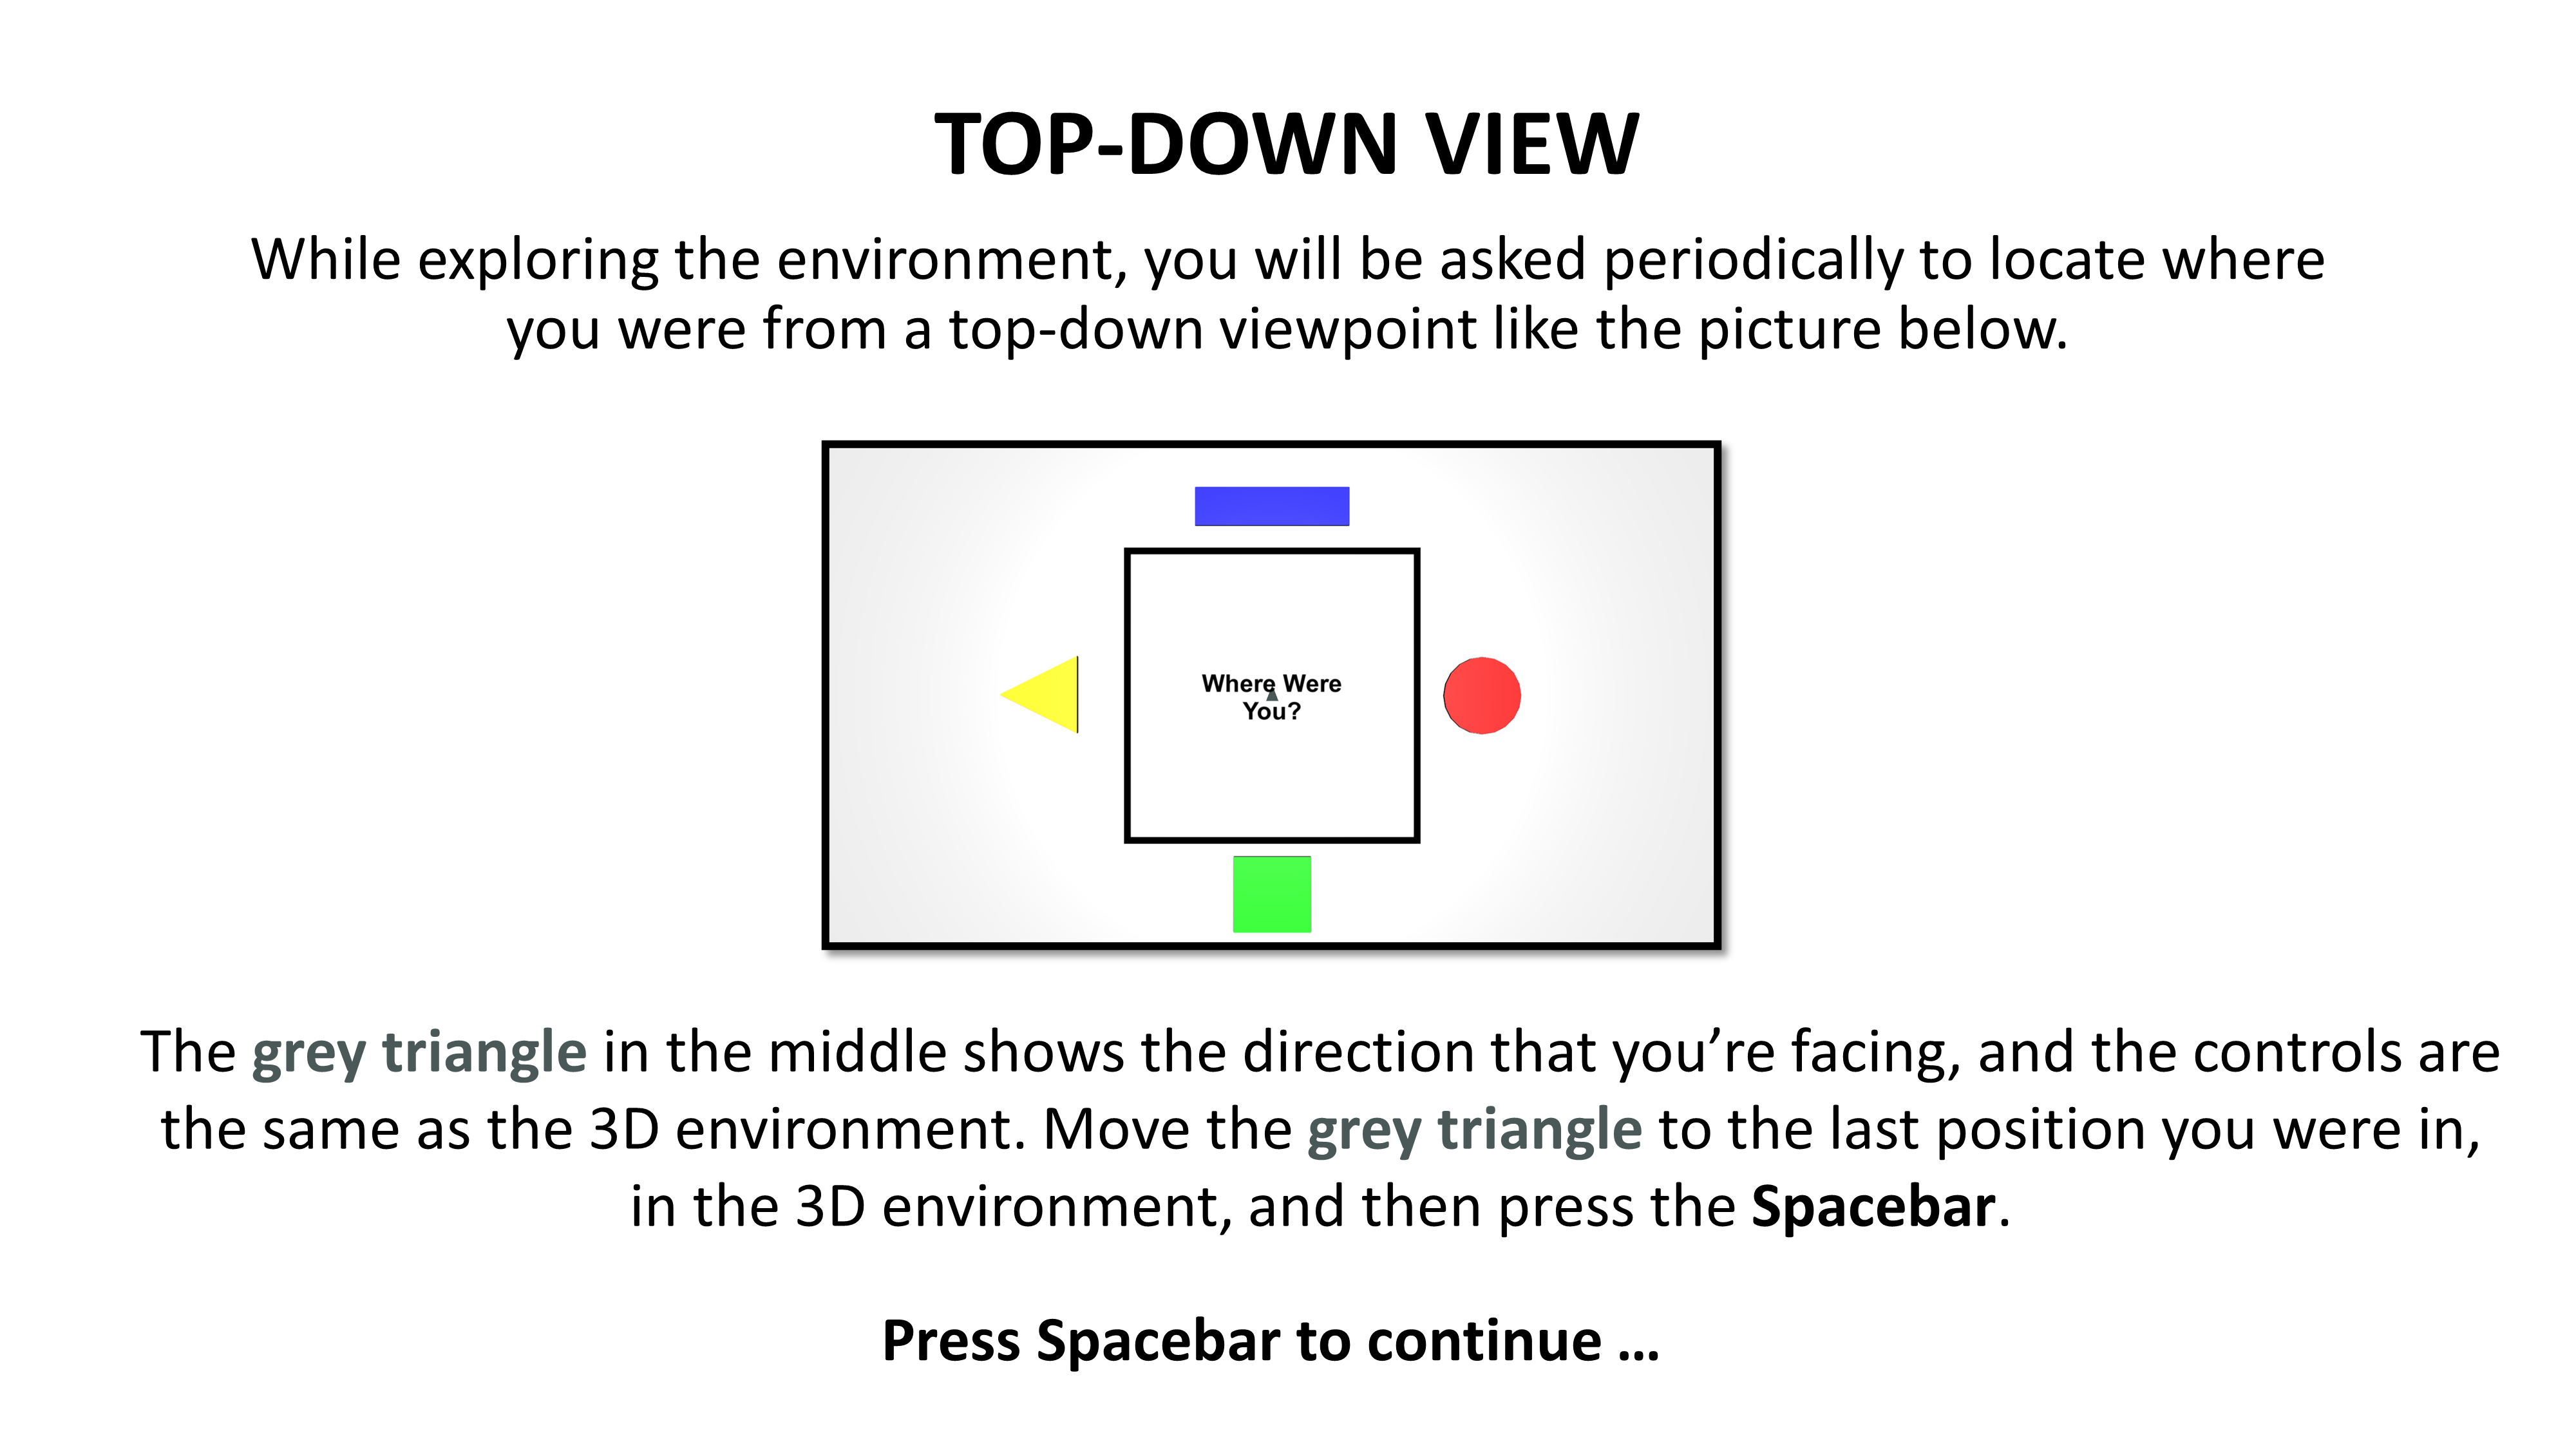 TOP-DOWN VIEW
While exploring the environment, you will be asked periodically to locate where
you were from a top-down viewpoint like the picture below.
Where Were
You?
The grey triangle in the middle shows the direction that you’re facing, and the controls are
the same as the 3D environment. Move the grey triangle to the last position you were in,
in the 3D environment, and then press the Spacebar.
Press Spacebar to continue …